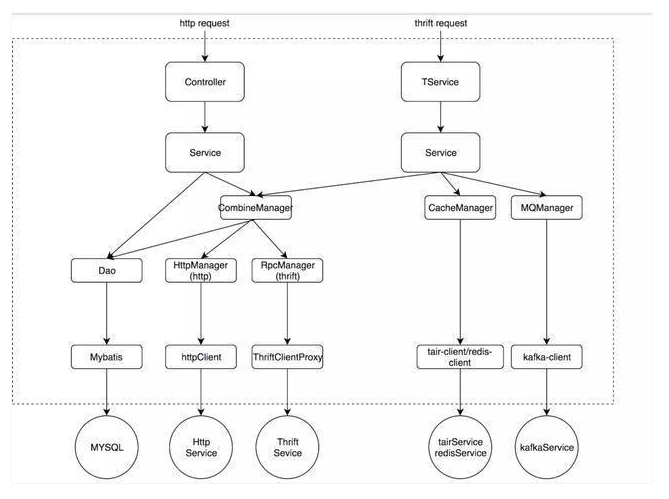 http request
thrift request
Controller
TService
Service
Service
CombineManager
CacheManager
MQManager
Dao
HttpManager
(http)
RpcManager
(thrift)
Mybatis
httpClient
ThriftClientProxy
tair-client/redis-
client
kafka-client
MYSQL
Http
Service
Thrift
Sevice
tairService
redisService
kafkaService